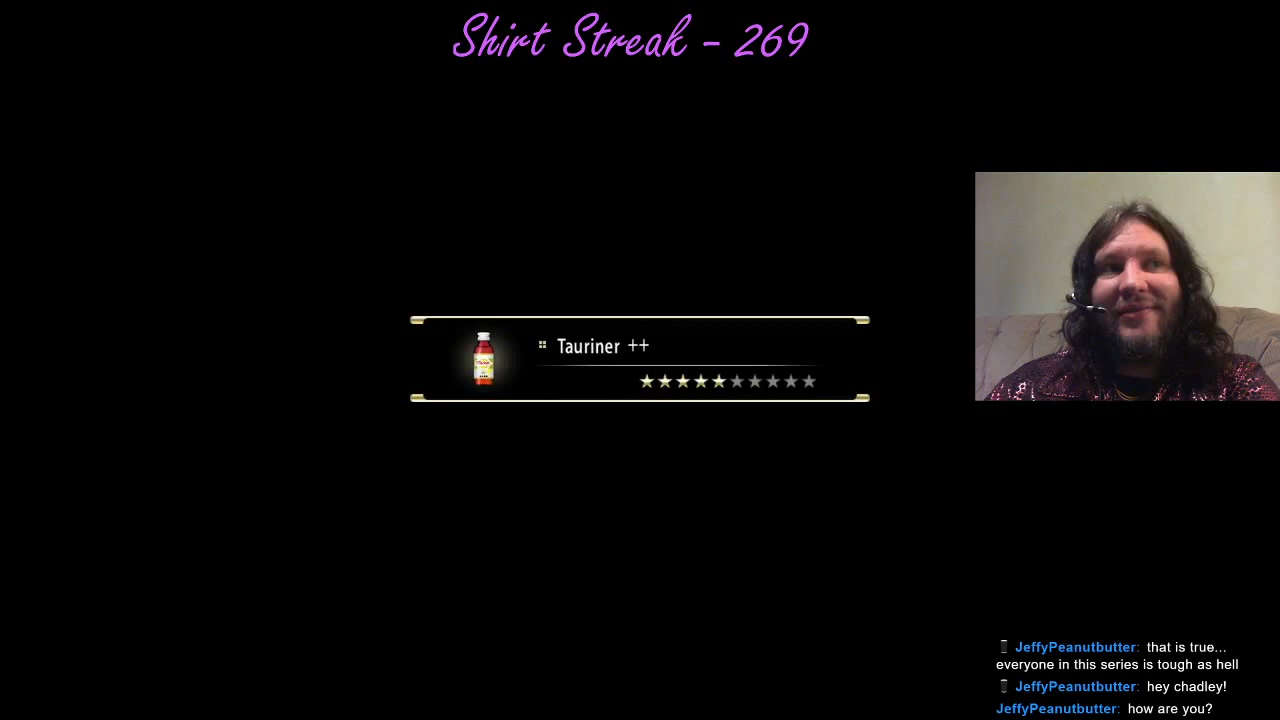 Shirt Streak - 269
Tauriner ++
JeffyPeanutbutter: that is true...
everyone in this series is tough as hell
JeffyPeanutbutter: hey chadley!
JeffyPeanutbutter: how are you?